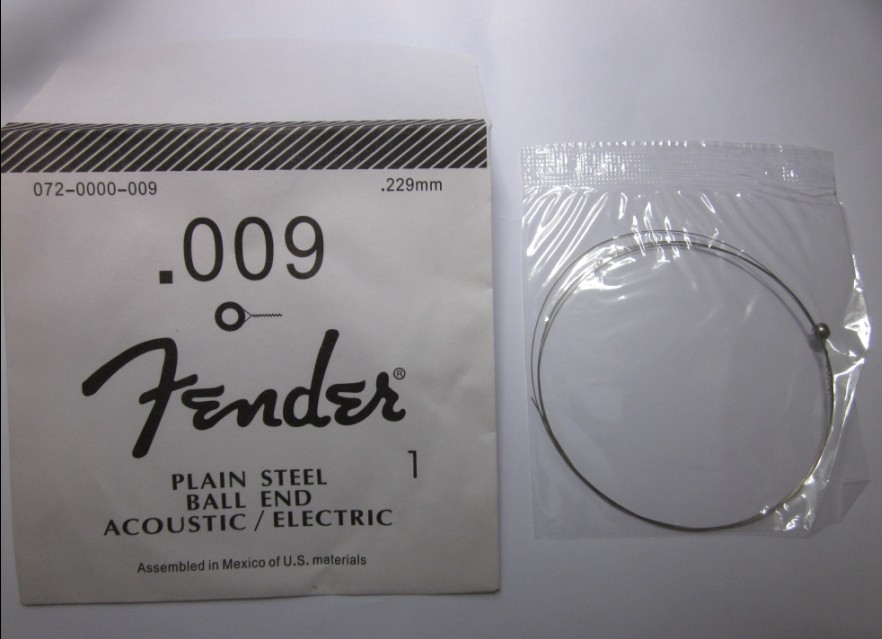 072-0000-009 .229mm
.009
Fender®
1
PLAIN STEEL
BALL END
ACOUSTIC / ELECTRIC
Assembled in Mexico of U.S. materials